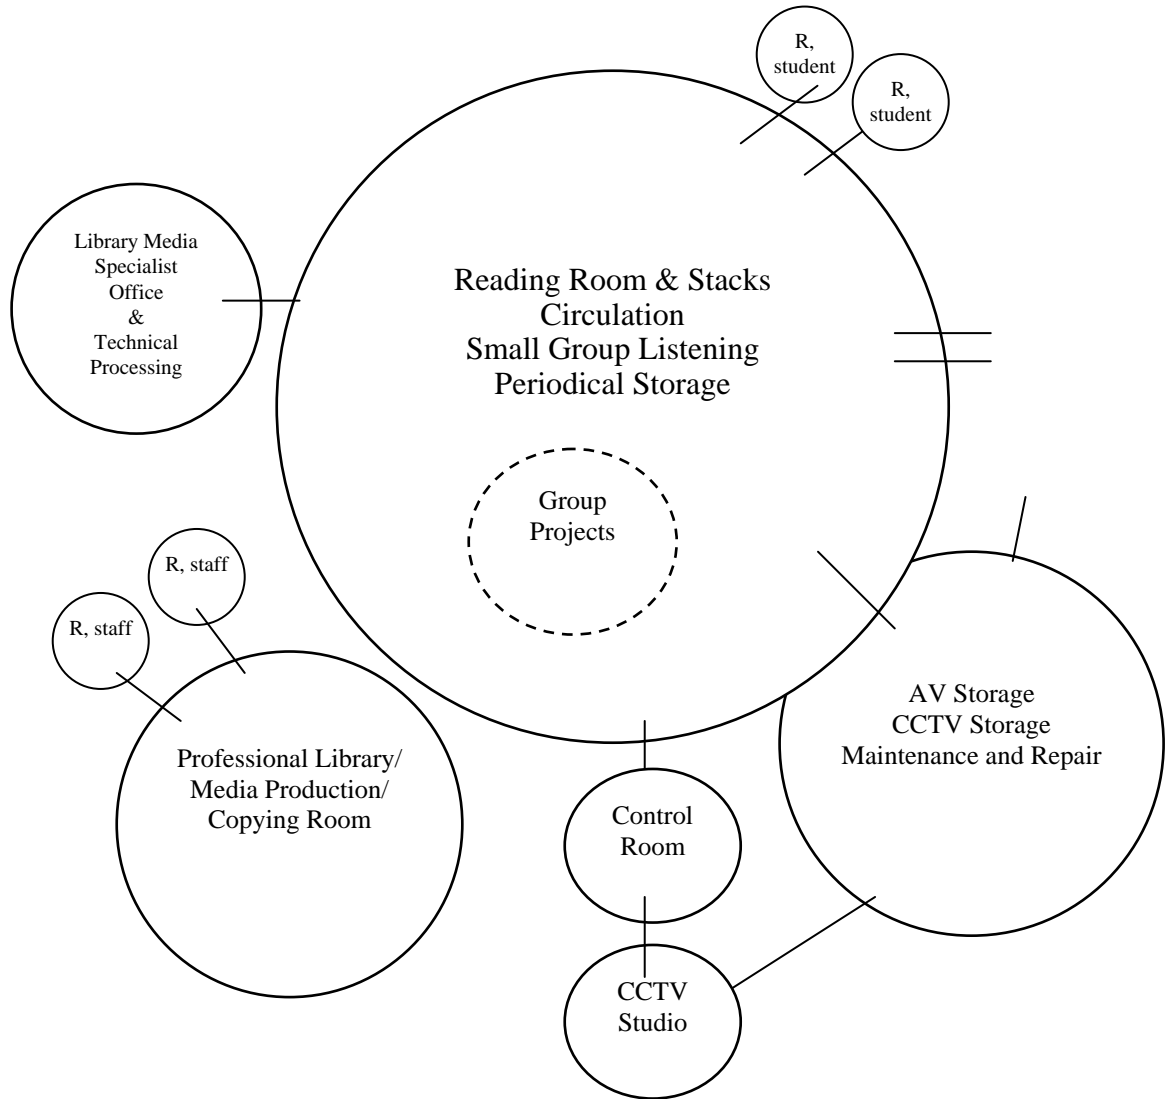 R,
student
R,
student
Library Media
Specialist
Office
&
Technical
Processing
Reading Room & Stacks
Circulation
Small Group Listening
Periodical Storage
Group
Projects
R, staff
R, staff
Professional Library/
Media Production/
Copying Room
Control
Room
AV Storage
CCTV Storage
Maintenance and Repair
CCTV
Studio